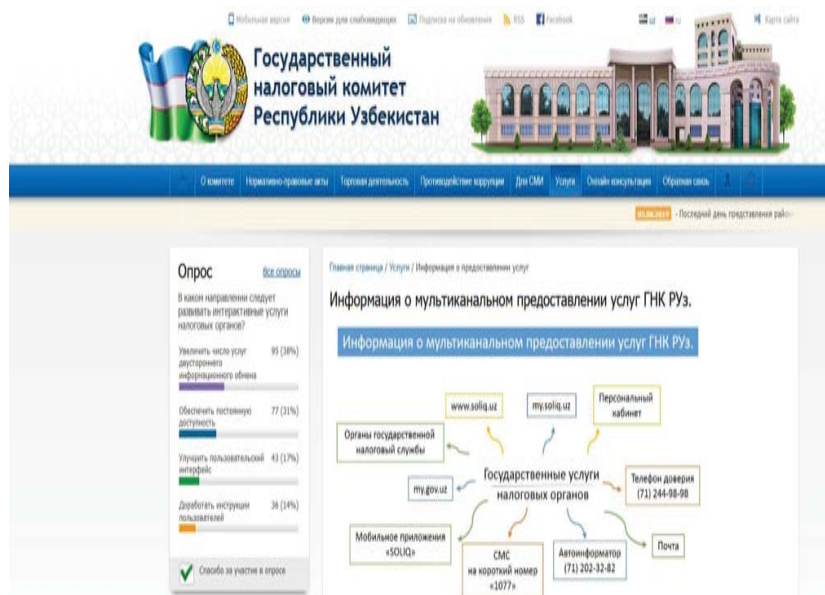 Мобильная версия Версия для слабовидящих Подписка на обновления RSS Facebook uz ru Карта сайта
Государственный
налоговый комитет
Республики Узбекистан
О комитете Нормативно-правовые акты Торговая деятельность Противодействие коррупции Для СМИ Услуги Онлайн консультация Обратная связь
- Последний день представления
Опрос Все опросы
В каком направлении следует
развивать интерактивные услуги
налоговых органов?
Увеличить число услуг 95 (38%)
двустороннего
информационного обмена
Обеспечить постоянную 77 (31%)
доступность
Улучшить пользовательский 43 (17%)
интерфейс
Доработать инструкции 36 (14%)
пользователей
Спасибо за участие в опросе
Главная страница / Услуги / Информация о предоставлении услуг
Информация о мультиканальном предоставлении услуг ГНК РУз.
Информация о мультиканальном предоставлении услуг ГНК РУз.
www.soliq.uz
my.soliq.uz
Персональный
кабинет
Органы государственной
налоговый службы
Государственные услуги
налоговых органов
my.gov.uz
Телефон доверия
(71) 244-98-98
Мобильное приложения
«SOLIQ»
СМС
на короткий номер
«1077»
Автоинформатор
(71) 202-32-82
Почта